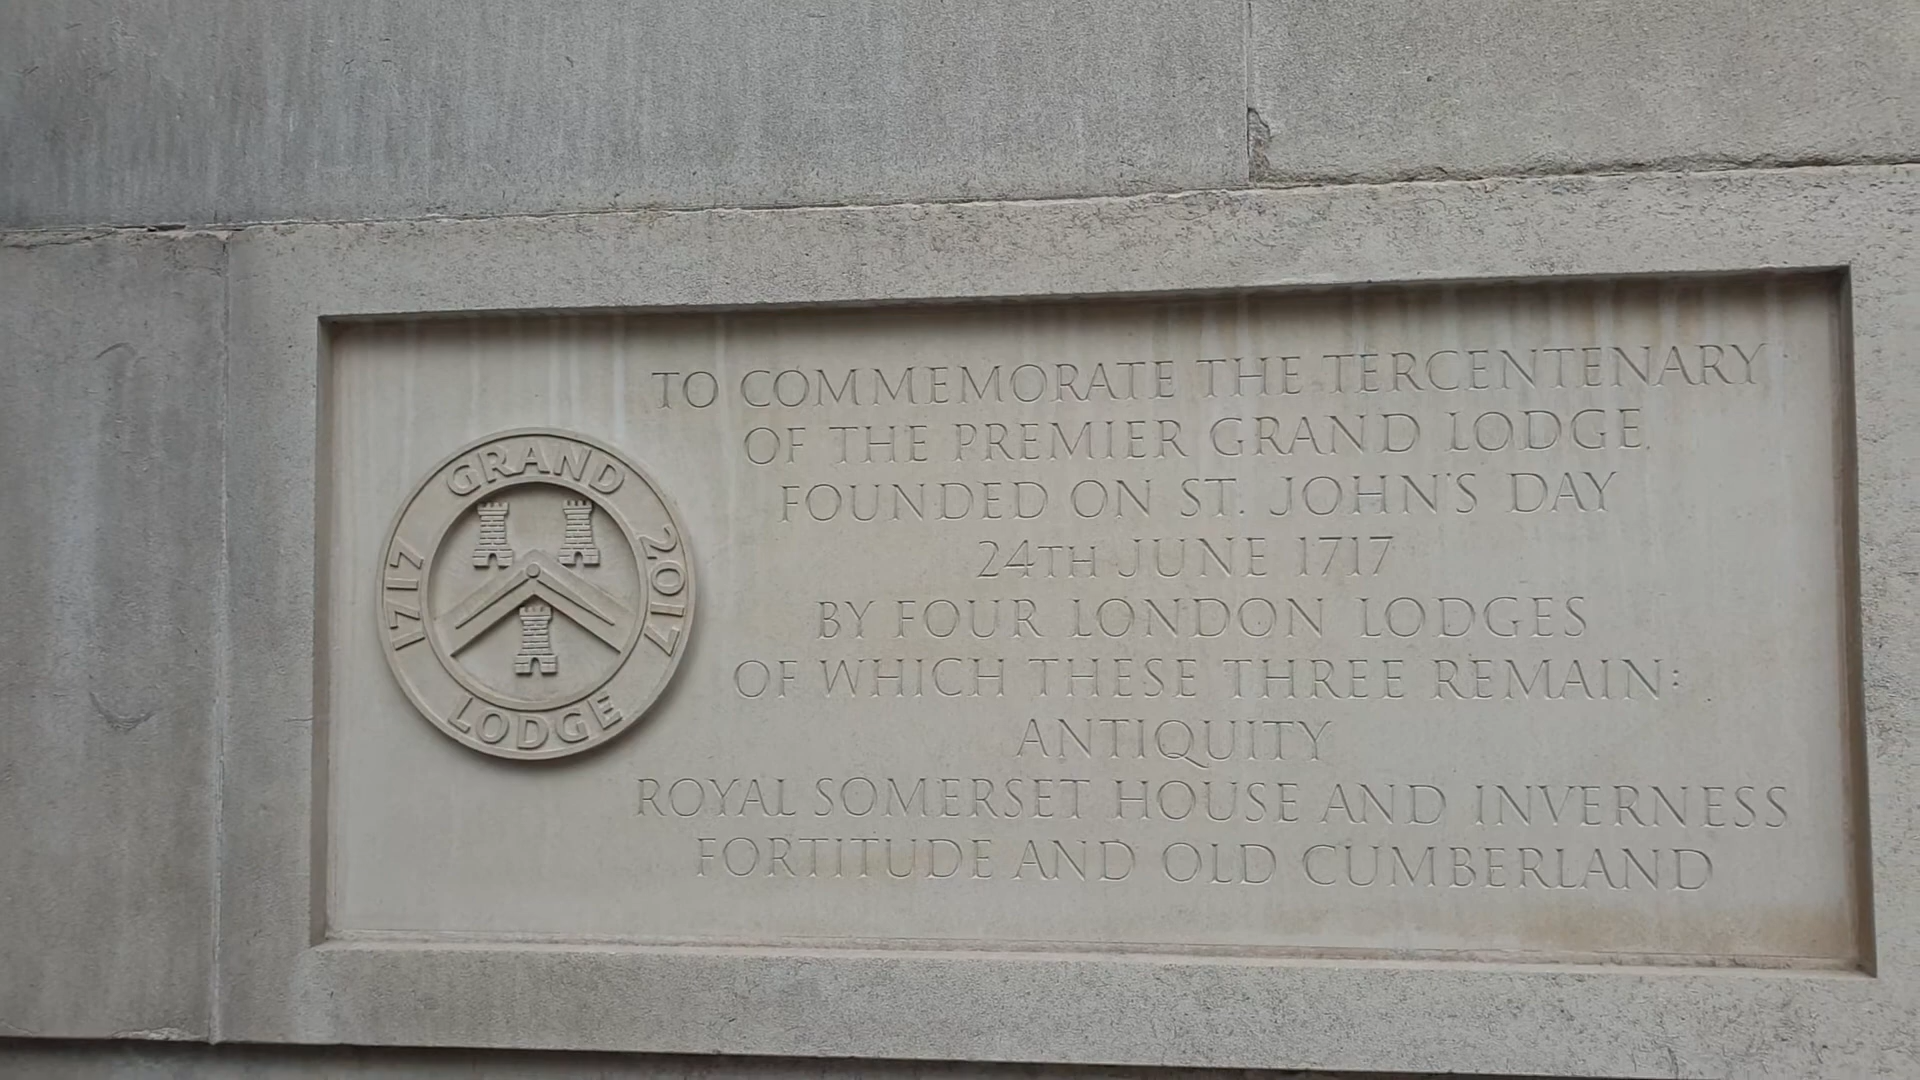 GRAND
1717
2017
LODGE
TO COMMEMORATE THE TERCENTENARY
OF THE PREMIER GRAND LODGE,
FOUNDED ON ST. JOHN'S DAY
24TH JUNE 1717
BY FOUR LONDON LODGES
OF WHICH THESE THREE REMAIN:
ANTIQUITY
ROYAL SOMERSET HOUSE AND INVERNESS
FORTITUDE AND OLD CUMBERLAND